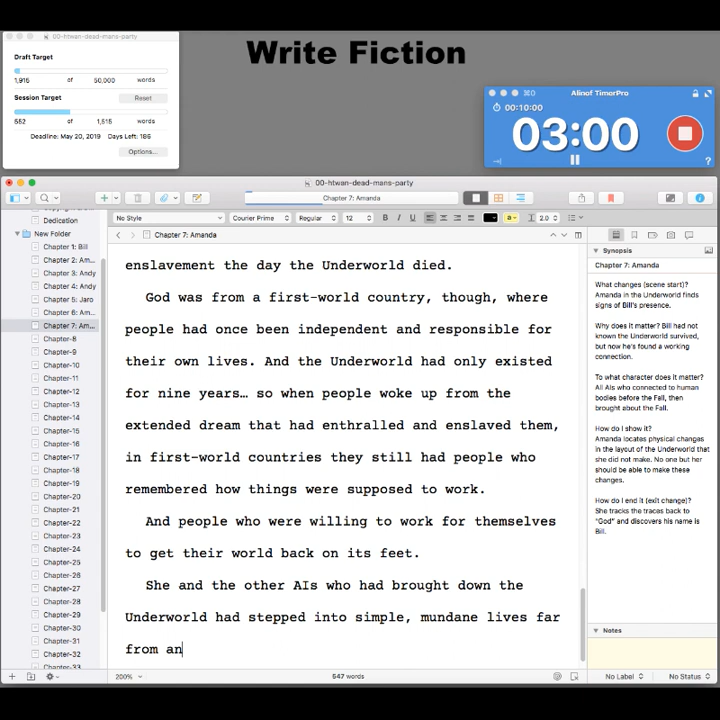 00-htwan-dead-mans-party
Write Fiction
Draft Target
1,915 of 50,000 words
Session Target
Reset
552 of 1,515 words
Deadline: May 20, 2019 Days Left: 186
Options...
⌘0 Alinof TimerPro
00:10:00
03:00
?
00-htwan-dead-mans-party
Chapter 7: Amanda
No Style Courier Prime Regular 12 B I U a 2.0
Chapter 7: Amanda
Dedication
New Folder
Chapter 1: Bill
Chapter 2: Am...
Chapter 3: Andy
Chapter 4: Andy
Chapter 5: Jaro
Chapter 6: Am...
Chapter 7: Am...
Chapter-8
Chapter-9
Chapter-10
Chapter-11
Chapter-12
Chapter-13
Chapter-14
Chapter-15
Chapter-16
Chapter-17
Chapter-18
Chapter-19
Chapter-20
Chapter-21
Chapter-22
Chapter-23
Chapter-24
Chapter-25
Chapter-26
Chapter-27
Chapter-28
Chapter-29
Chapter-30
Chapter-31
Chapter-32
Chapter-33
enslavement the day the Underworld died.
God was from a first-world country, though, where
people had once been independent and responsible for
their own lives. And the Underworld had only existed
for nine years… so when people woke up from the
extended dream that had enthralled and enslaved them,
in first-world countries they still had people who
remembered how things were supposed to work.
And people who were willing to work for themselves
to get their world back on its feet.
She and the other AIs who had brought down the
Underworld had stepped into simple, mundane lives far
from an
200%
547 words
Synopsis
Chapter 7: Amanda
What changes (scene start)?
Amanda in the Underworld finds
signs of Bill's presence.
Why does it matter? Bill had not
known the Underworld survived,
but now he's found a working
connection.
To what character does it matter?
All AIs who connected to human
bodies before the Fall, then
brought about the Fall.
How do I show it?
Amanda locates physical changes
in the layout of the Underworld that
she did not make. No one but her
should be able to make these
changes.
How do I end it (exit change)?
She tracks the traces back to
"God" and discovers his name is
Bill.
Notes
No Label No Status